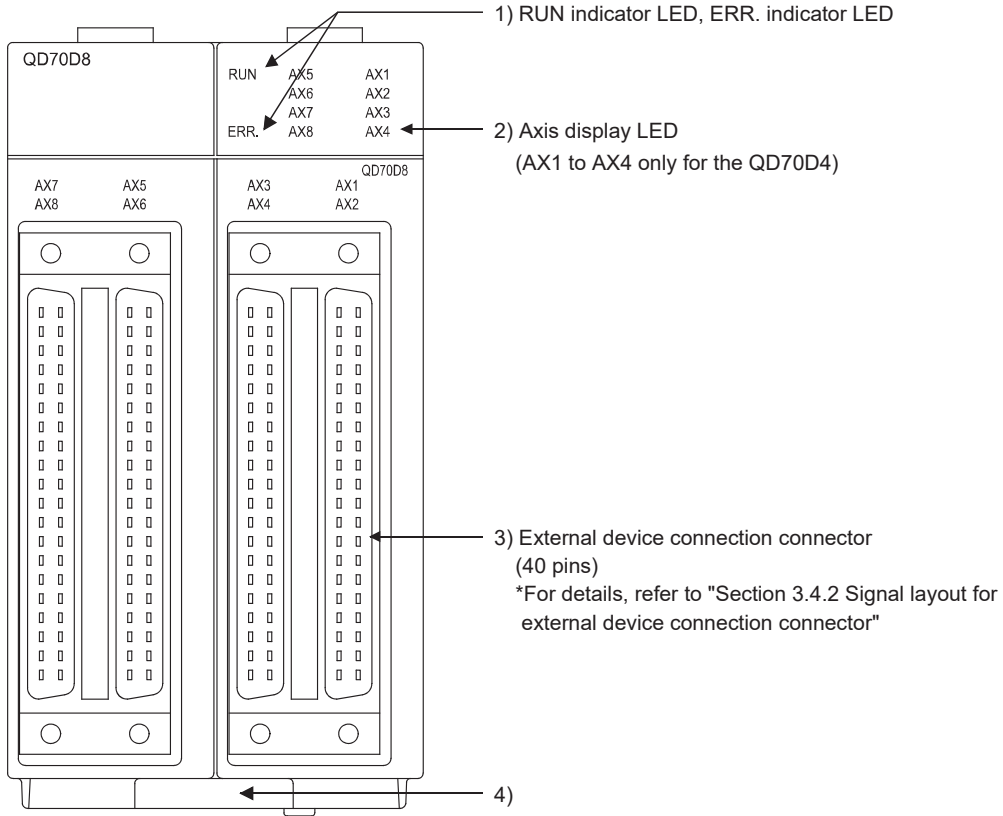 1) RUN indicator LED, ERR. indicator LED
QD70D8
RUN AX5 AX1
AX6 AX2
AX7 AX3
ERR. AX8 AX4
2) Axis display LED
(AX1 to AX4 only for the QD70D4)
QD70D8
AX7 AX5 AX3 AX1
AX8 AX6 AX4 AX2
3) External device connection connector
(40 pins)
*For details, refer to "Section 3.4.2 Signal layout for
external device connection connector"
4)